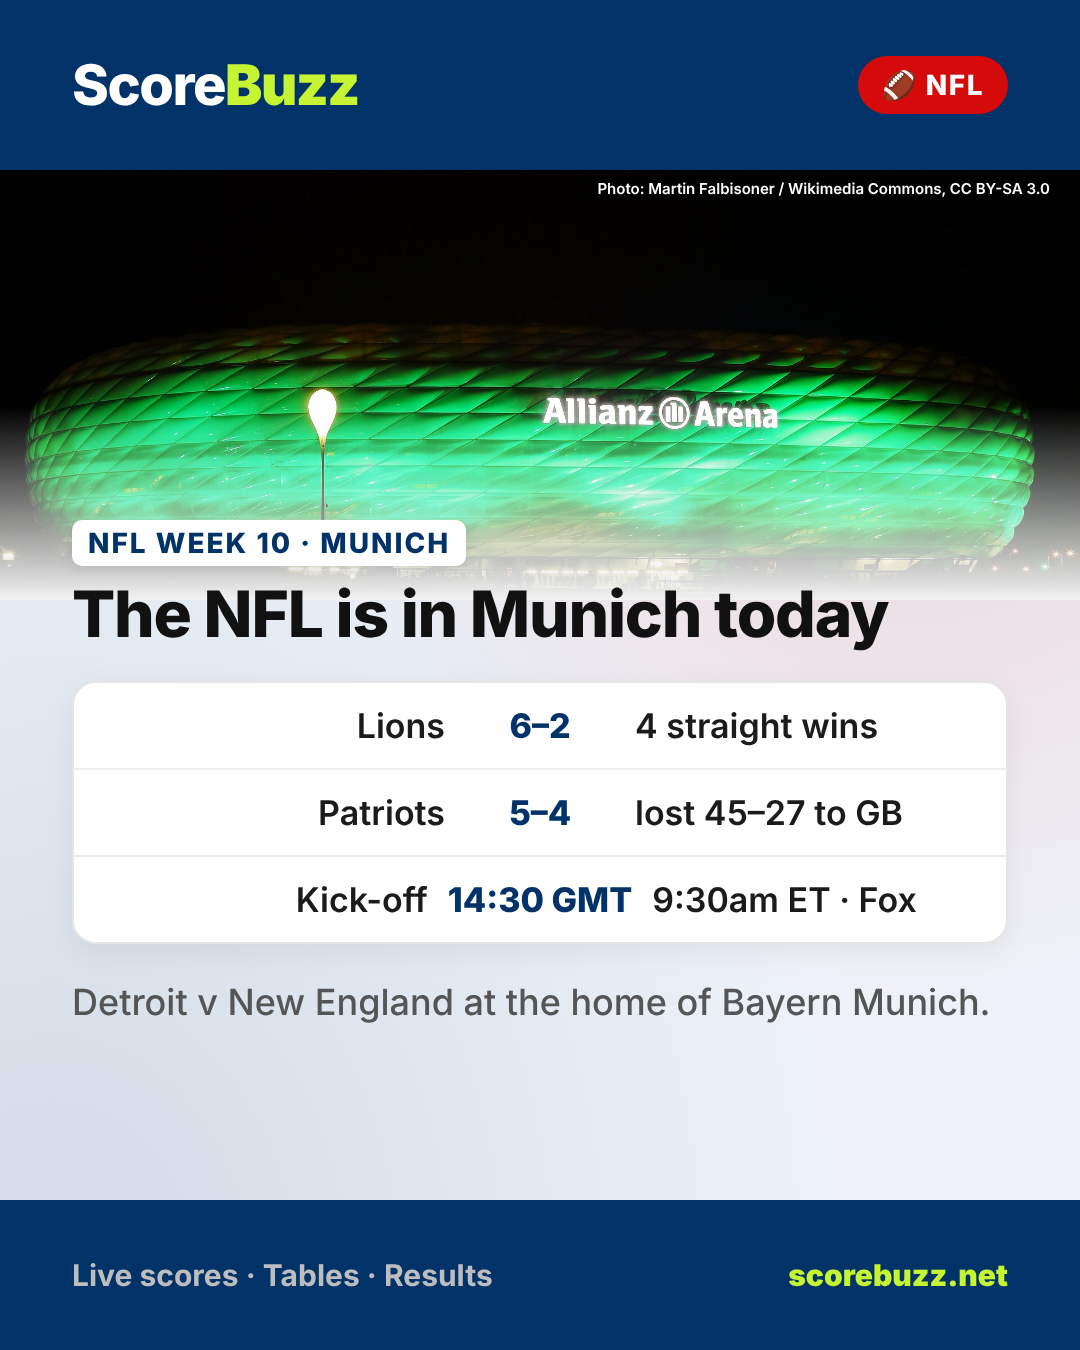 ScoreBuzz
🏈 NFL
Photo: Martin Falbisoner / Wikimedia Commons, CC BY-SA 3.0
Allianz Arena
NFL WEEK 10 · MUNICH
The NFL is in Munich today
Lions 6–2 4 straight wins
Patriots 5–4 lost 45–27 to GB
Kick-off 14:30 GMT 9:30am ET · Fox
Detroit v New England at the home of Bayern Munich.
Live scores · Tables · Results
scorebuzz.net